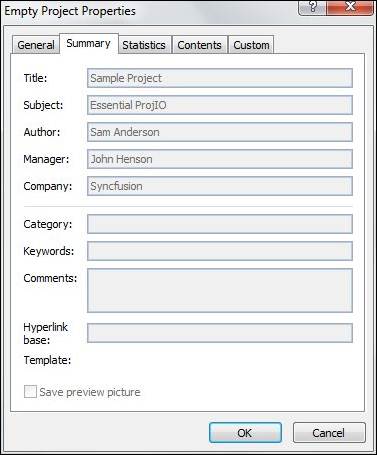 Empty Project Properties
?
General Summary Statistics Contents Custom
Title: Sample Project
Subject: Essential ProjIO
Author: Sam Anderson
Manager: John Henson
Company: Syncfusion
Category:
Keywords:
Comments:
Hyperlink
base:
Template:
Save preview picture
OK Cancel